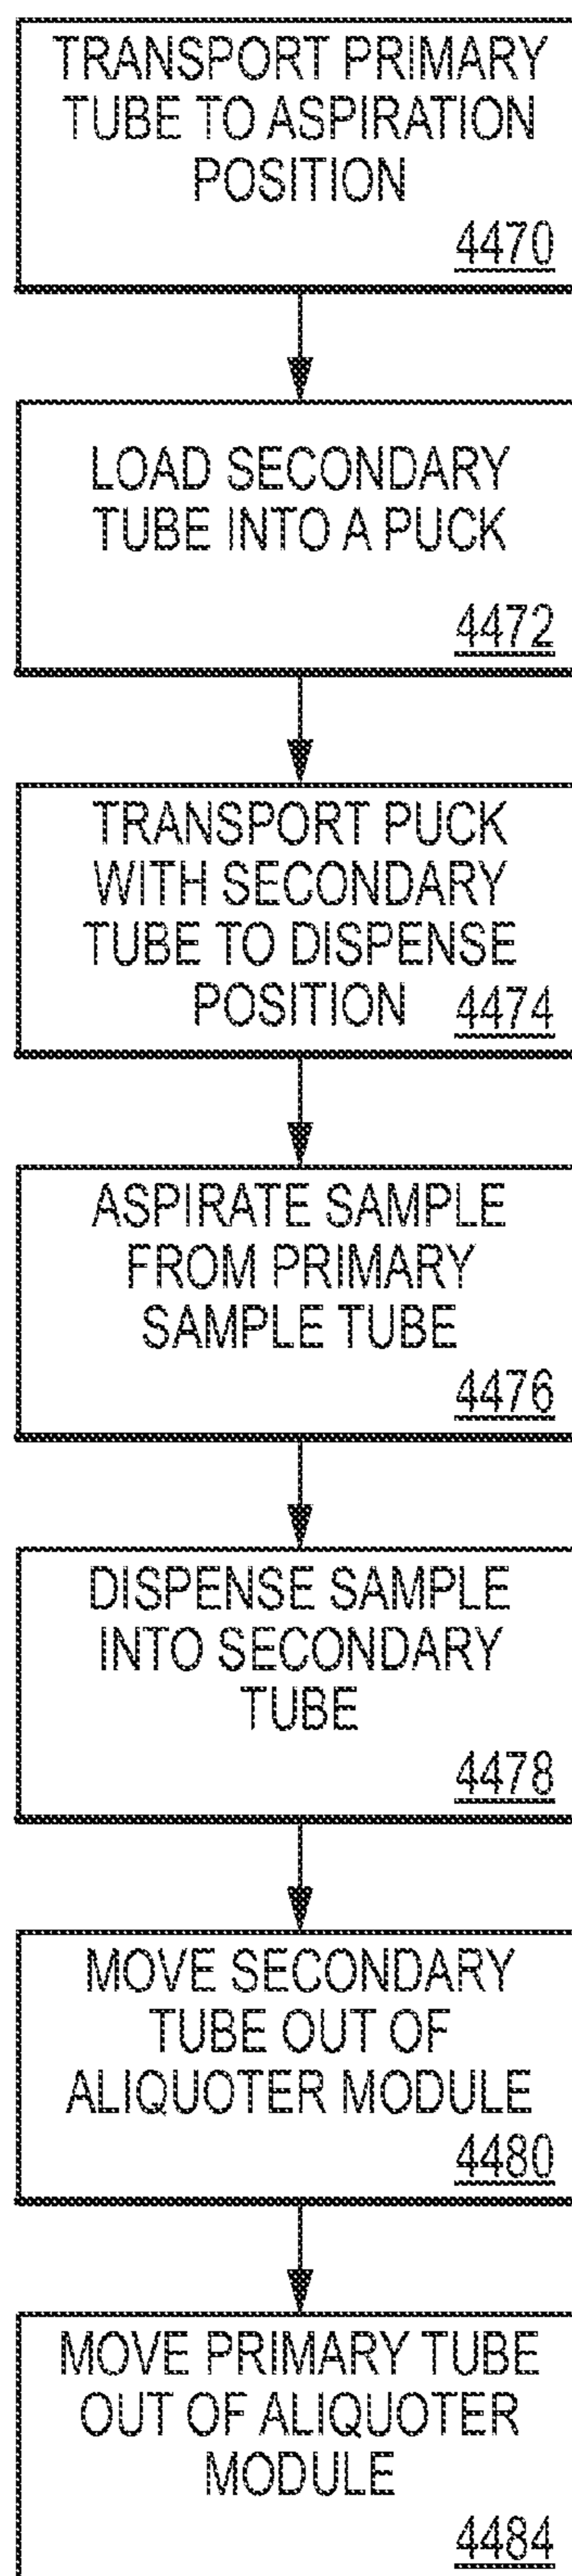 TRANSPORT PRIMARY
TUBE TO ASPIRATION
POSITION
4470
LOAD SECONDARY
TUBE INTO A PUCK
4472
TRANSPORT PUCK
WITH SECONDARY
TUBE TO DISPENSE
POSITION 4474
ASPIRATE SAMPLE
FROM PRIMARY
SAMPLE TUBE
4476
DISPENSE SAMPLE
INTO SECONDARY
TUBE
4478
MOVE SECONDARY
TUBE OUT OF
ALIQUOTER MODULE
4480
MOVE PRIMARY TUBE
OUT OF ALIQUOTER
MODULE
4484